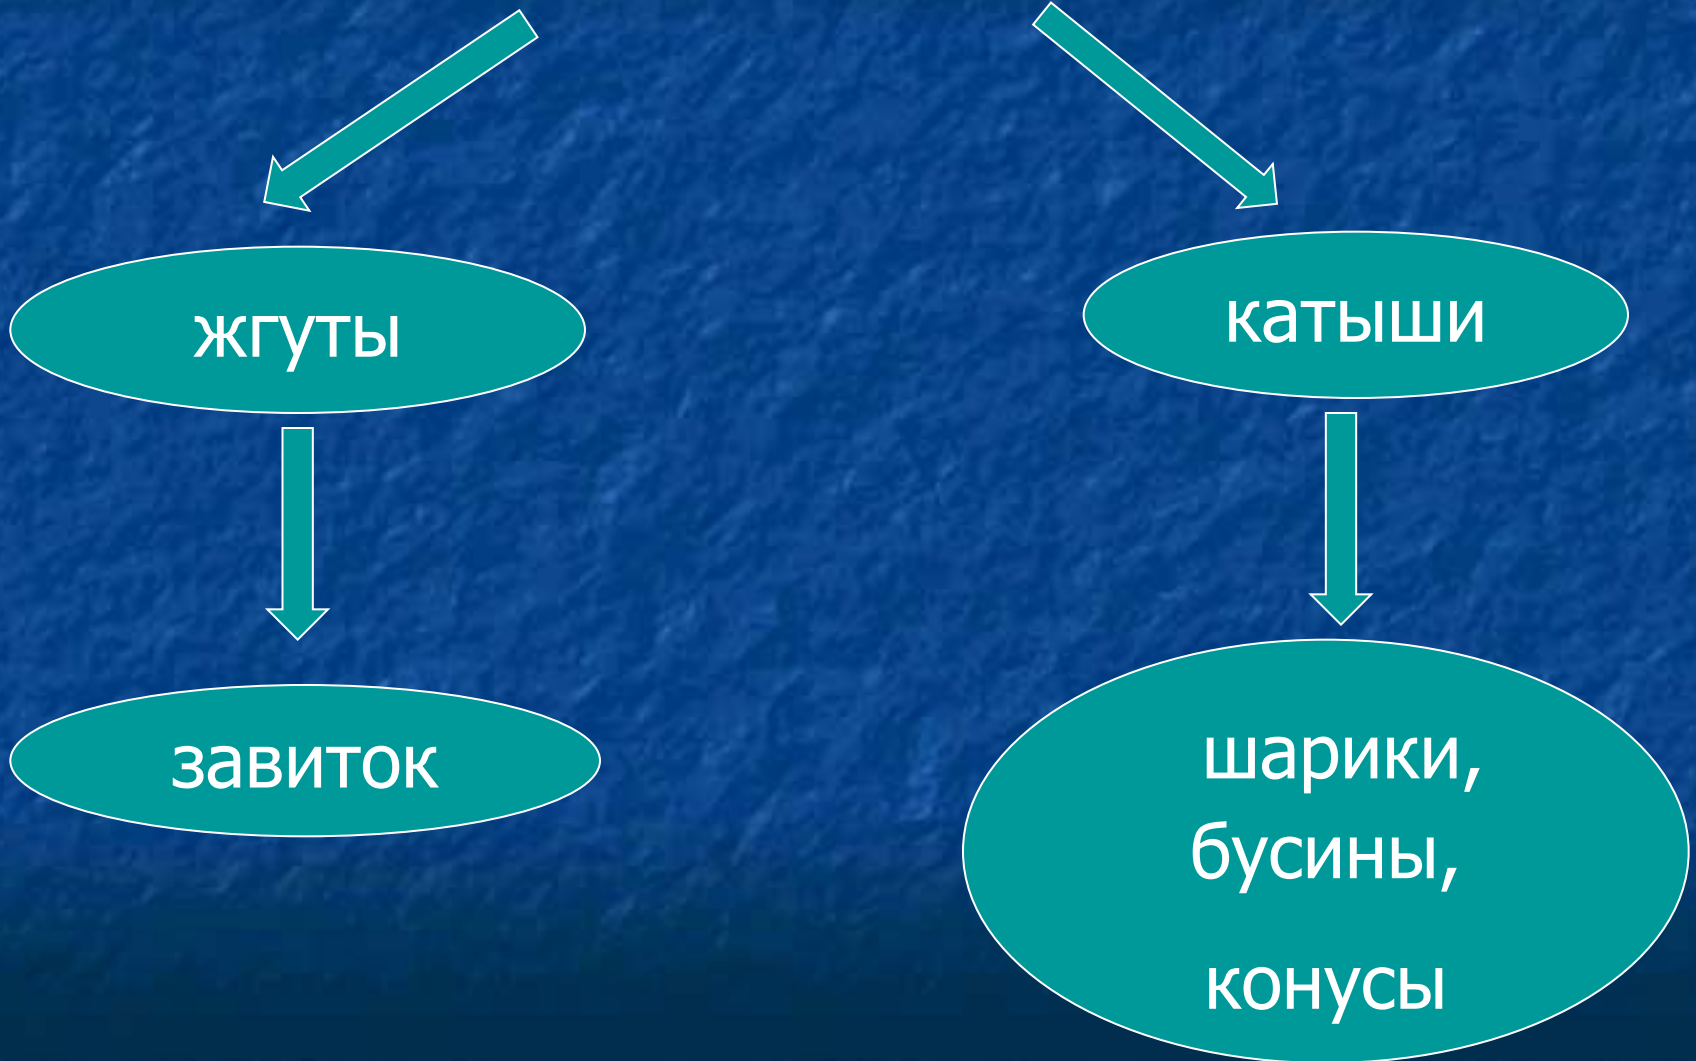 жгуты
катыши
завиток
шарики,
бусины,
конусы